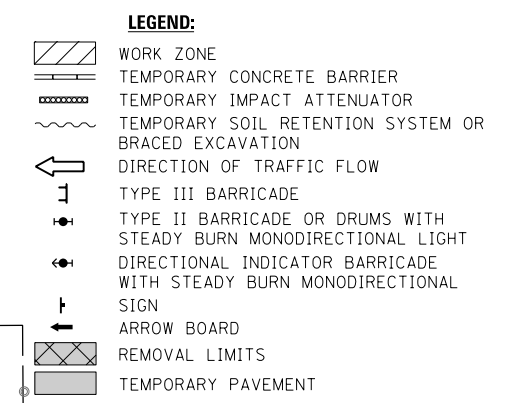 LEGEND:
WORK ZONE
TEMPORARY CONCRETE BARRIER
TEMPORARY IMPACT ATTENUATOR
TEMPORARY SOIL RETENTION SYSTEM OR
BRACED EXCAVATION
DIRECTION OF TRAFFIC FLOW
TYPE III BARRICADE
TYPE II BARRICADE OR DRUMS WITH
STEADY BURN MONODIRECTIONAL LIGHT
DIRECTIONAL INDICATOR BARRICADE
WITH STEADY BURN MONODIRECTIONAL
SIGN
ARROW BOARD
REMOVAL LIMITS
TEMPORARY PAVEMENT